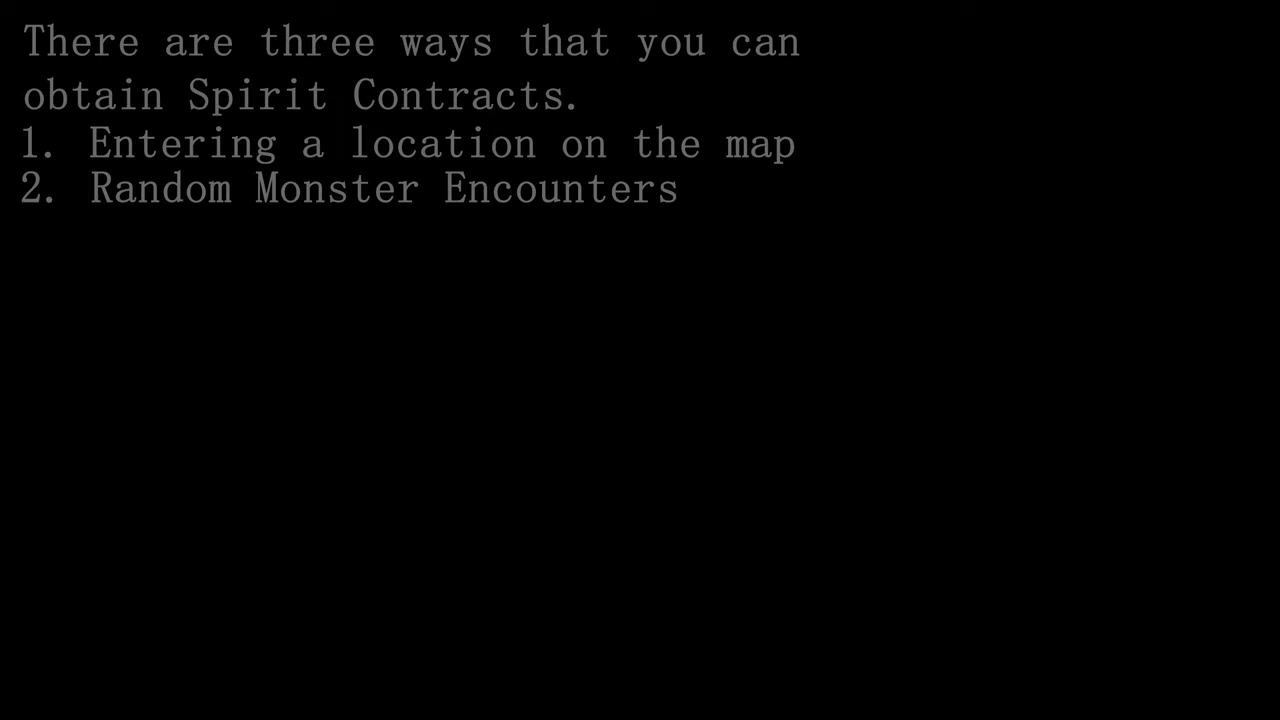 There are three ways that you can
obtain Spirit Contracts.
1. Entering a location on the map
2. Random Monster Encounters